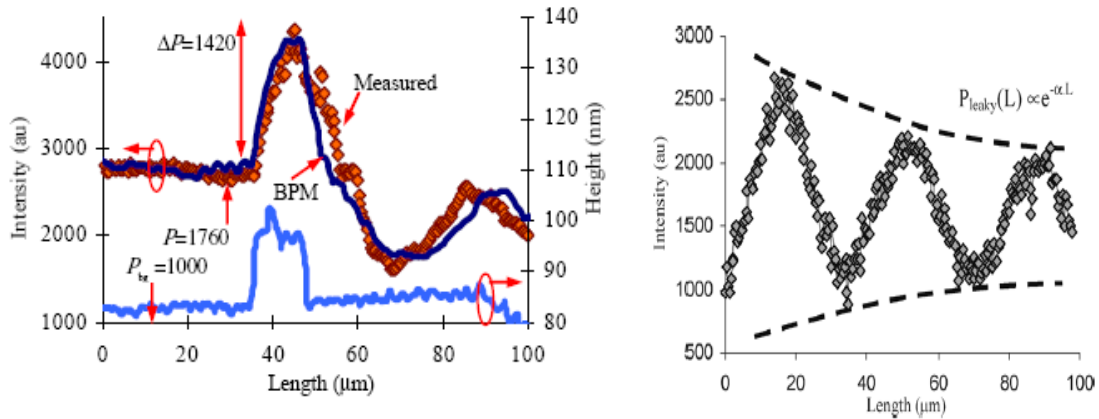 4000
3000
2000
1000
Intensity (au)
0
20
40
60
80
100
Length (μm)
140
130
120
110
100
90
80
Height (nm)
ΔP=1420
Measured
BPM
P=1760
P_bg =1000
3000
2500
2000
1500
1000
500
Intensity (au)
0
20
40
60
80
100
Length (μm)
P_leaky(L) ∝e^-α.L